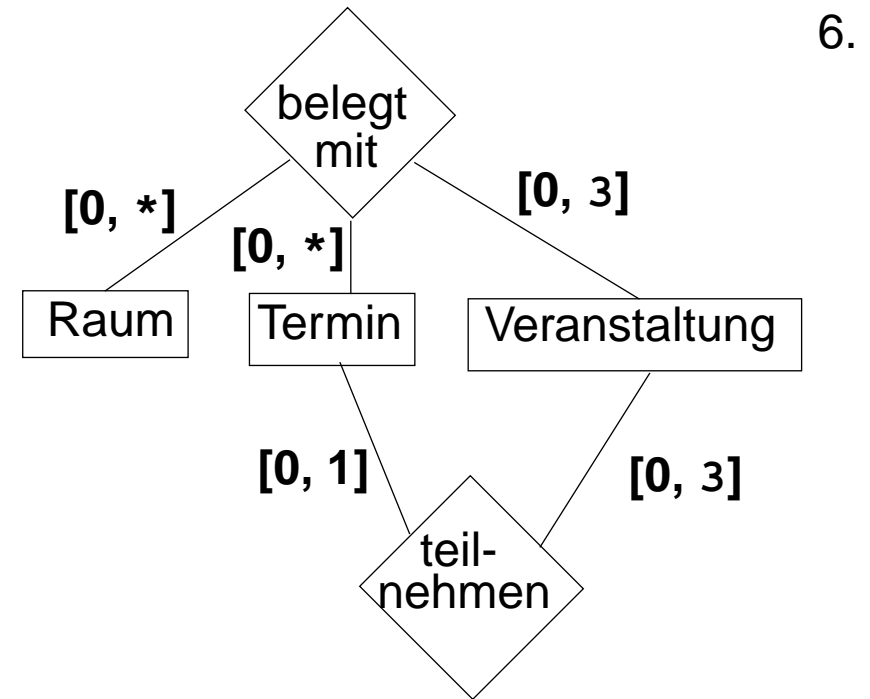 6.
belegt
mit
[0, *]
[0, *]
[0, 3]
Raum
Termin
Veranstaltung
[0, 1]
[0, 3]
teil-
nehmen